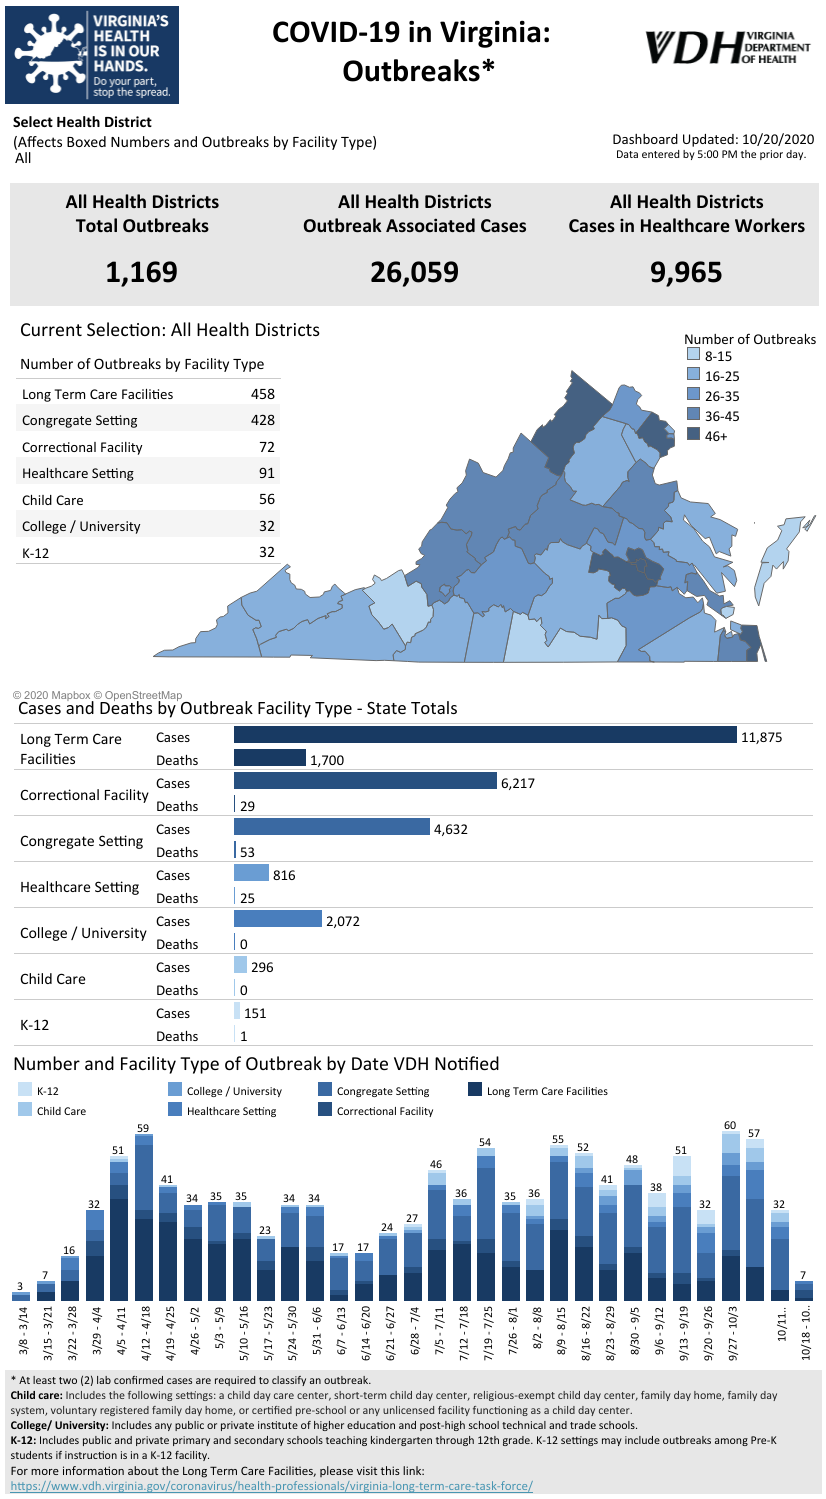 VIRGINIA'S
HEALTH
IS IN OUR
HANDS.
Do your part,
stop the spread.
COVID-19 in Virginia:
Outbreaks*
VDH VIRGINIA
DEPARTMENT
OF HEALTH
Select Health District
(Affects Boxed Numbers and Outbreaks by Facility Type)
All
Dashboard Updated: 10/20/2020
Data entered by 5:00 PM the prior day.
All Health Districts
Total Outbreaks
1,169
All Health Districts
Outbreak Associated Cases
26,059
All Health Districts
Cases in Healthcare Workers
9,965
Current Selection: All Health Districts
Number of Outbreaks by Facility Type
Long Term Care Facilities 458
Congregate Setting 428
Correctional Facility 72
Healthcare Setting 91
Child Care 56
College / University 32
K-12 32
Number of Outbreaks
8-15
16-25
26-35
36-45
46+
© 2020 Mapbox © OpenStreetMap
Cases and Deaths by Outbreak Facility Type - State Totals
Long Term Care
Facilities
Cases 11,875
Deaths 1,700
Correctional Facility
Cases 6,217
Deaths 29
Congregate Setting
Cases 4,632
Deaths 53
Healthcare Setting
Cases 816
Deaths 25
College / University
Cases 2,072
Deaths 0
Child Care
Cases 296
Deaths 0
K-12
Cases 151
Deaths 1
Number and Facility Type of Outbreak by Date VDH Notified
K-12 College / University Congregate Setting Long Term Care Facilities
Child Care Healthcare Setting Correctional Facility
3 7 16 32 51 59 41 34 35 35 23 34 34 17 17 24 27 46 36 54 35 36 55 52 41 48 38 51 32 60 57 32 7
3/8 - 3/14
3/15 - 3/21
3/22 - 3/28
3/29 - 4/4
4/5 - 4/11
4/12 - 4/18
4/19 - 4/25
4/26 - 5/2
5/3 - 5/9
5/10 - 5/16
5/17 - 5/23
5/24 - 5/30
5/31 - 6/6
6/7 - 6/13
6/14 - 6/20
6/21 - 6/27
6/28 - 7/4
7/5 - 7/11
7/12 - 7/18
7/19 - 7/25
7/26 - 8/1
8/2 - 8/8
8/9 - 8/15
8/16 - 8/22
8/23 - 8/29
8/30 - 9/5
9/6 - 9/12
9/13 - 9/19
9/20 - 9/26
9/27 - 10/3
10/11..
10/18 - 10..
* At least two (2) lab confirmed cases are required to classify an outbreak.
Child care: Includes the following settings: a child day care center, short-term child day center, religious-exempt child day center, family day home, family day
system, voluntary registered family day home, or certified pre-school or any unlicensed facility functioning as a child day center.
College/ University: Includes any public or private institute of higher education and post-high school technical and trade schools.
K-12: Includes public and private primary and secondary schools teaching kindergarten through 12th grade. K-12 settings may include outbreaks among Pre-K
students if instruction is in a K-12 facility.
For more information about the Long Term Care Facilities, please visit this link:
https://www.vdh.virginia.gov/coronavirus/health-professionals/virginia-long-term-care-task-force/